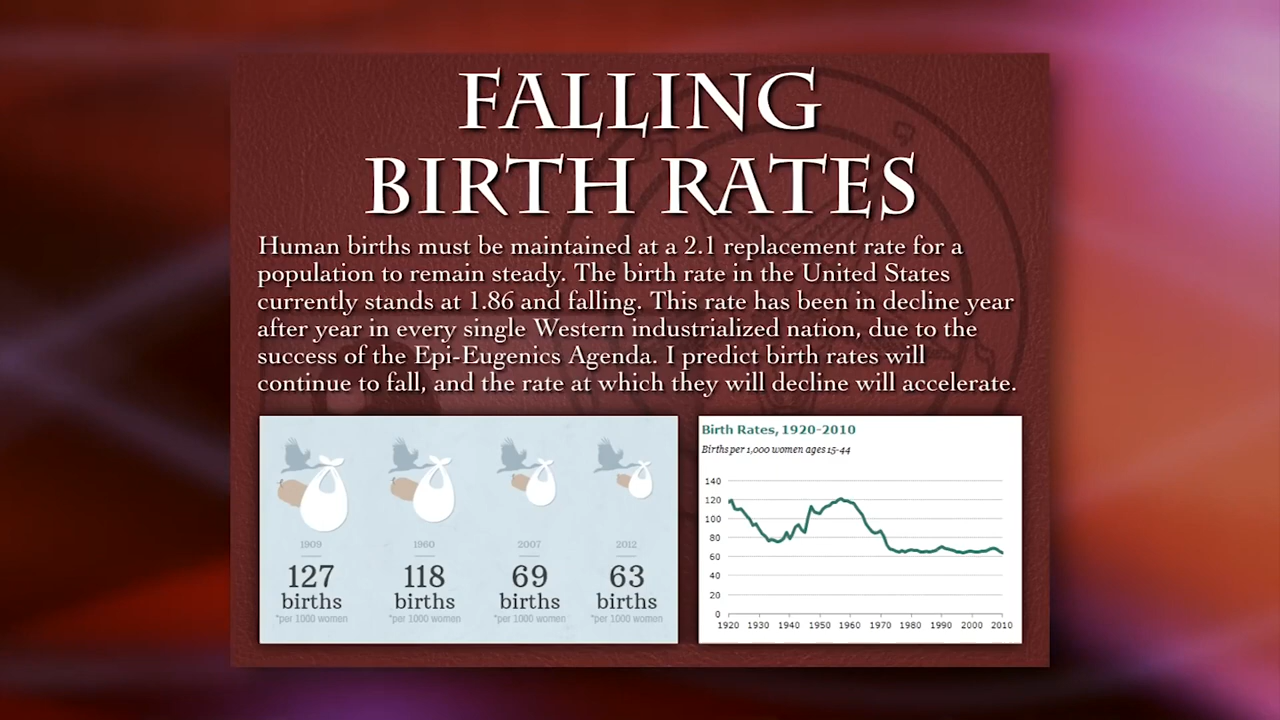 FALLING
BIRTH RATES
Human births must be maintained at a 2.1 replacement rate for a
population to remain steady. The birth rate in the United States
currently stands at 1.86 and falling. This rate has been in decline year
after year in every single Western industrialized nation, due to the
success of the Epi-Eugenics Agenda. I predict birth rates will
continue to fall, and the rate at which they will decline will accelerate.
1909 1960 2007 2012
127 118 69 63
births births births births
*per 1000 women *per 1000 women *per 1000 women *per 1000 women
Birth Rates, 1920-2010
Births per 1,000 women ages 15-44
140
120
100
80
60
40
20
0
1920 1930 1940 1950 1960 1970 1980 1990 2000 2010